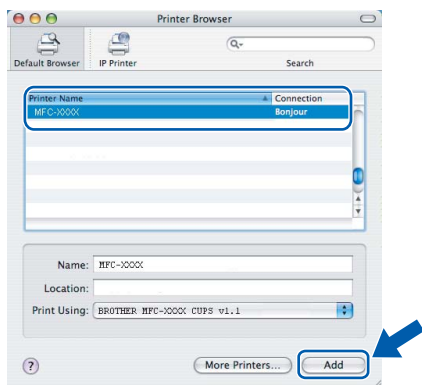 Printer Browser
Default Browser
IP Printer
Search
Printer Name
Connection
MFC-XXXX
Bonjour
Name: MFC-XXXX
Location:
Print Using: BROTHER MFC-XXXX CUPS v1.1
?
More Printers...
Add